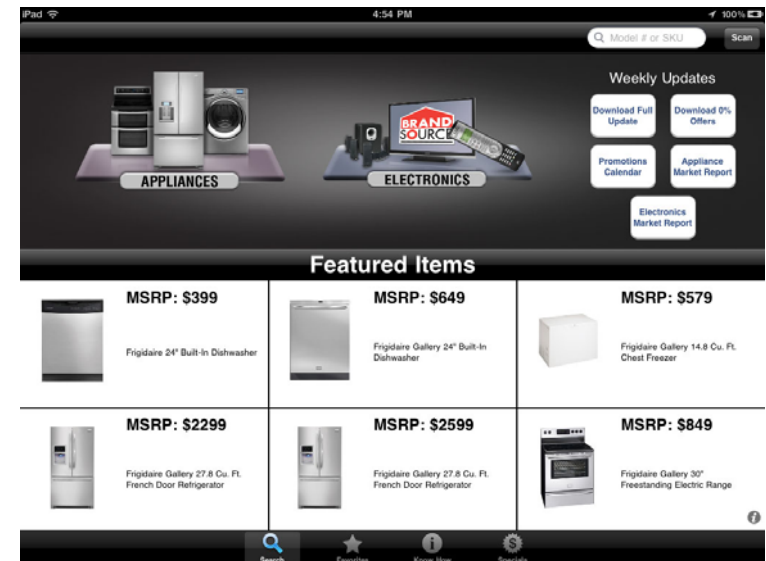 iPad 4:54 PM 100%
Model # or SKU Scan
Weekly Updates
Download Full
Update
Download 0%
Offers
BRAND
SOURCE
Promotions
Calendar
Appliance
Market Report
APPLIANCES
ELECTRONICS
Electronics
Market Report
Featured Items
MSRP: $399
Frigidaire 24" Built-In Dishwasher
MSRP: $649
Frigidaire Gallery 24" Built-In
Dishwasher
MSRP: $579
Frigidaire Gallery 14.8 Cu. Ft.
Chest Freezer
MSRP: $2299
Frigidaire Gallery 27.8 Cu. Ft.
French Door Refrigerator
MSRP: $2599
Frigidaire Gallery 27.8 Cu. Ft.
French Door Refrigerator
MSRP: $849
Frigidaire Gallery 30"
Freestanding Electric Range
Search Favorites Know How Specials